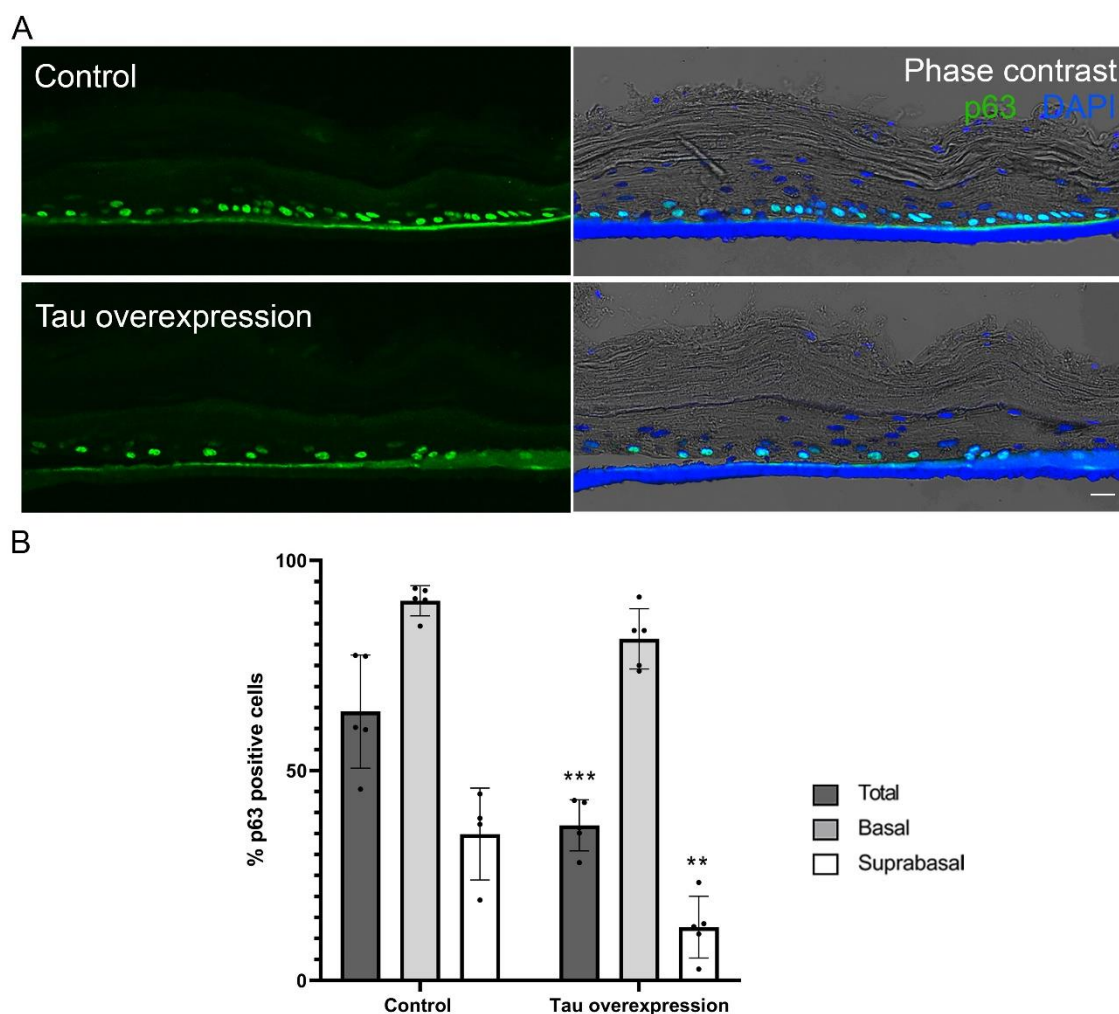 A
Control
Phase contrast
p63 DAPI
Tau overexpression
B
100
50
0
% p63 positive cells
***
**
Control
Tau overexpression
Total
Basal
Suprabasal